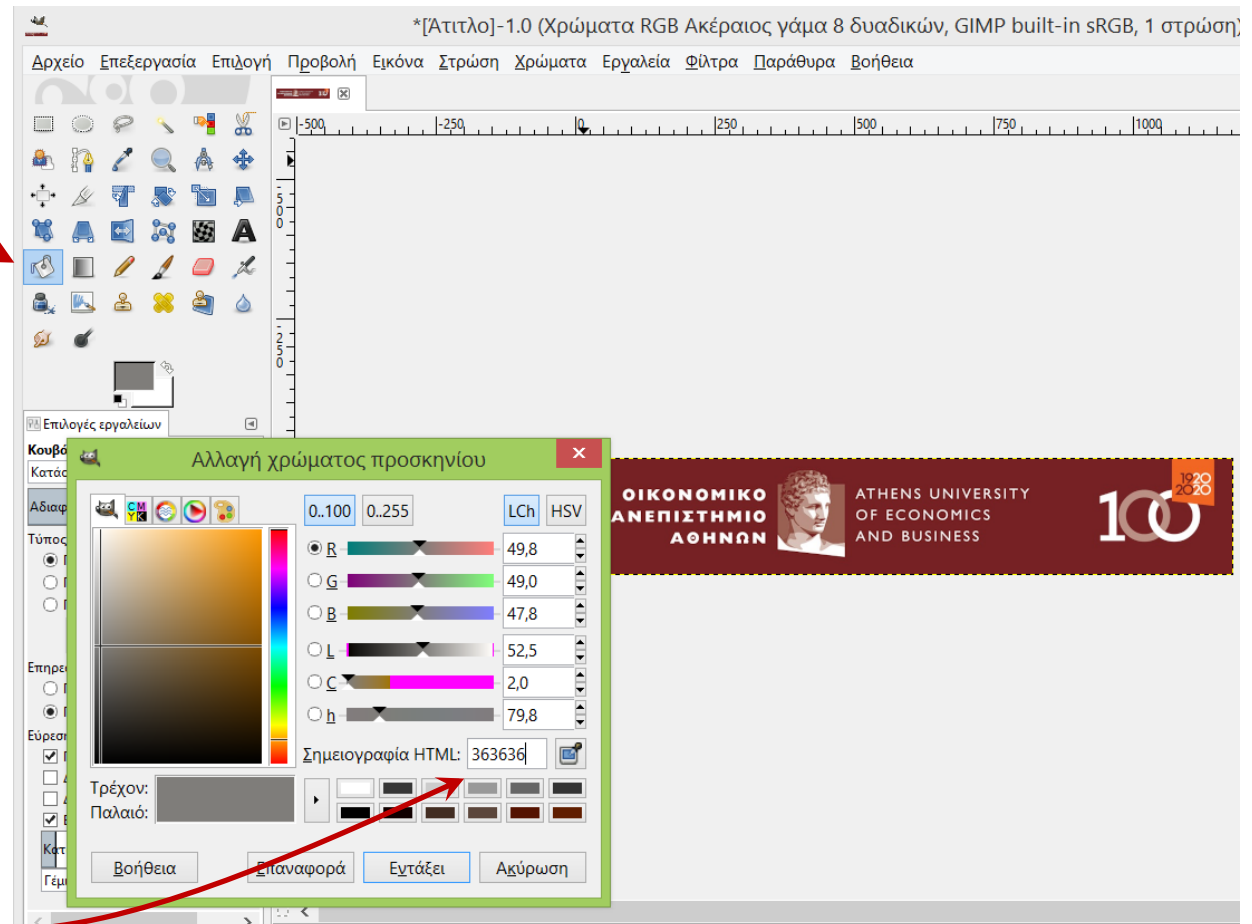 *[Άτιτλο]-1.0 (Χρώματα RGB Ακέραιος γάμα 8 δυαδικών, GIMP built-in sRGB, 1 στρώση)
Αρχείο Επεξεργασία Επιλογή Προβολή Εικόνα Στρώση Χρώματα Εργαλεία Φίλτρα Παράθυρα Βοήθεια
-500 -250 0 250 500 750 1000
-500
-250
Επιλογές εργαλείων
Αλλαγή χρώματος προσκηνίου
0..100 0..255 LCh HSV
R 49,8
G 49,0
B 47,8
L 52,5
C 2,0
h 79,8
Σημειογραφία HTML: 363636
Τρέχον:
Παλαιό:
Βοήθεια Επαναφορά Εντάξει Ακύρωση
ΟΙΚΟΝΟΜΙΚΟ
ΑΝΕΠΙΣΤΗΜΙΟ
ΑΘΗΝΩΝ
ATHENS UNIVERSITY
OF ECONOMICS
AND BUSINESS
100
1920
2020